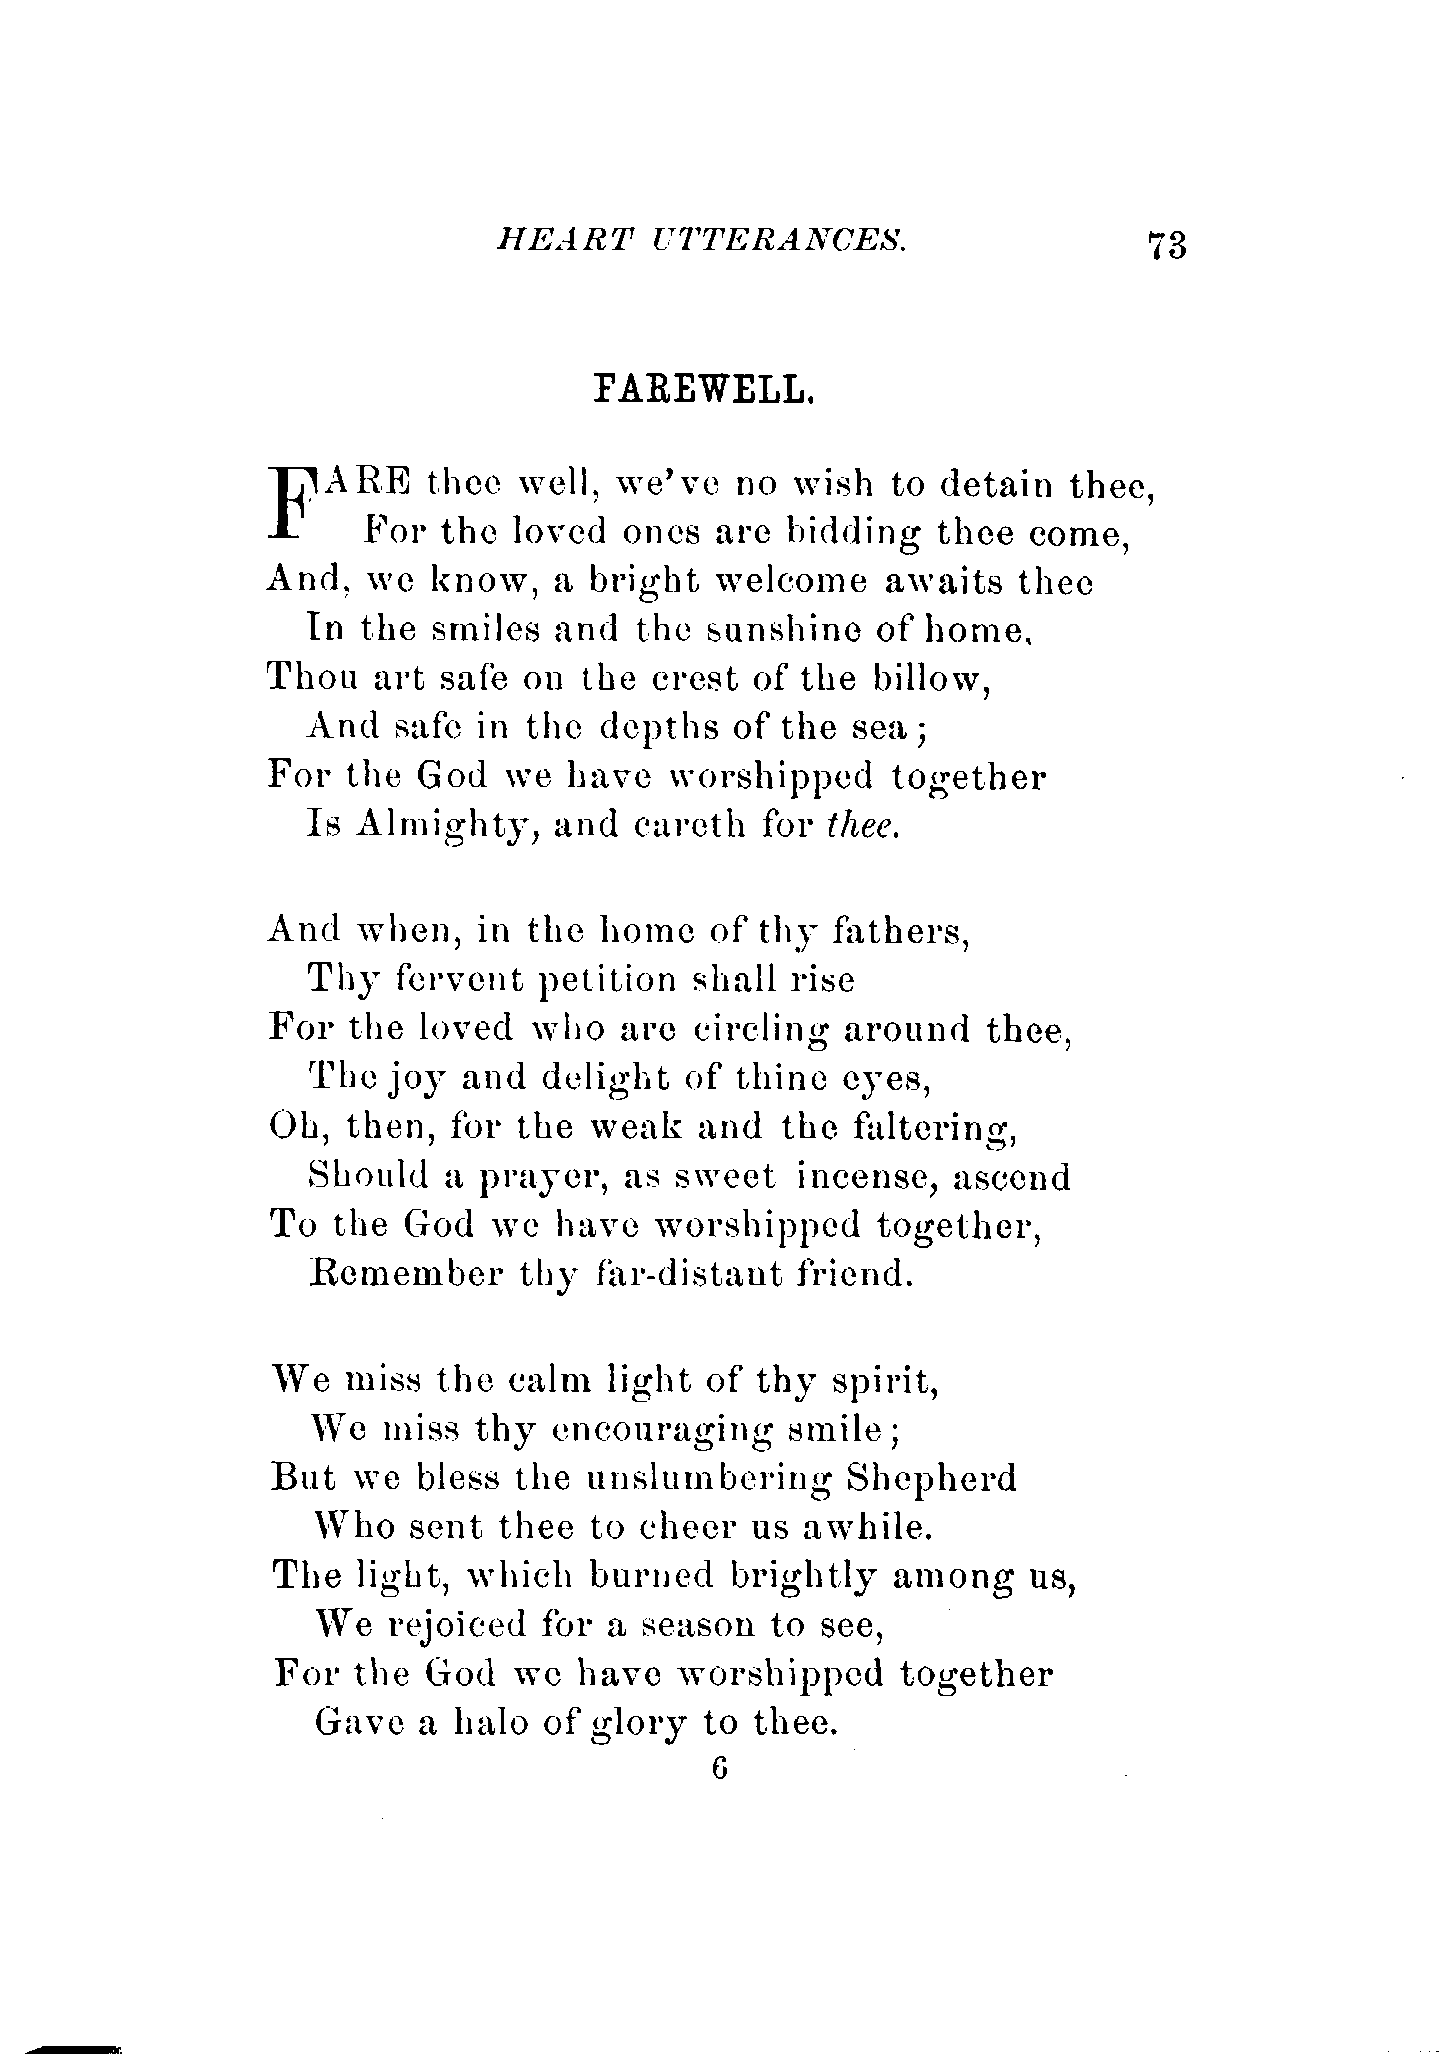 HEART UTTERANCES. 73
FAREWELL.
FARE thee well, we've no wish to detain thee,
For the loved ones are bidding thee come,
And, we know, a bright welcome awaits thee
In the smiles and the sunshine of home.
Thou art safe on the crest of the billow,
And safe in the depths of the sea;
For the God we have worshipped together
Is Almighty, and careth for thee.
And when, in the home of thy fathers,
Thy fervent petition shall rise
For the loved who are circling around thee,
The joy and delight of thine eyes,
Oh, then, for the weak and the faltering,
Should a prayer, as sweet incense, ascend
To the God we have worshipped together,
Remember thy far-distant friend.
We miss the calm light of thy spirit,
We miss thy encouraging smile;
But we bless the unslumbering Shepherd
Who sent thee to cheer us awhile.
The light, which burned brightly among us,
We rejoiced for a season to see,
For the God we have worshipped together
Gave a halo of glory to thee.
6